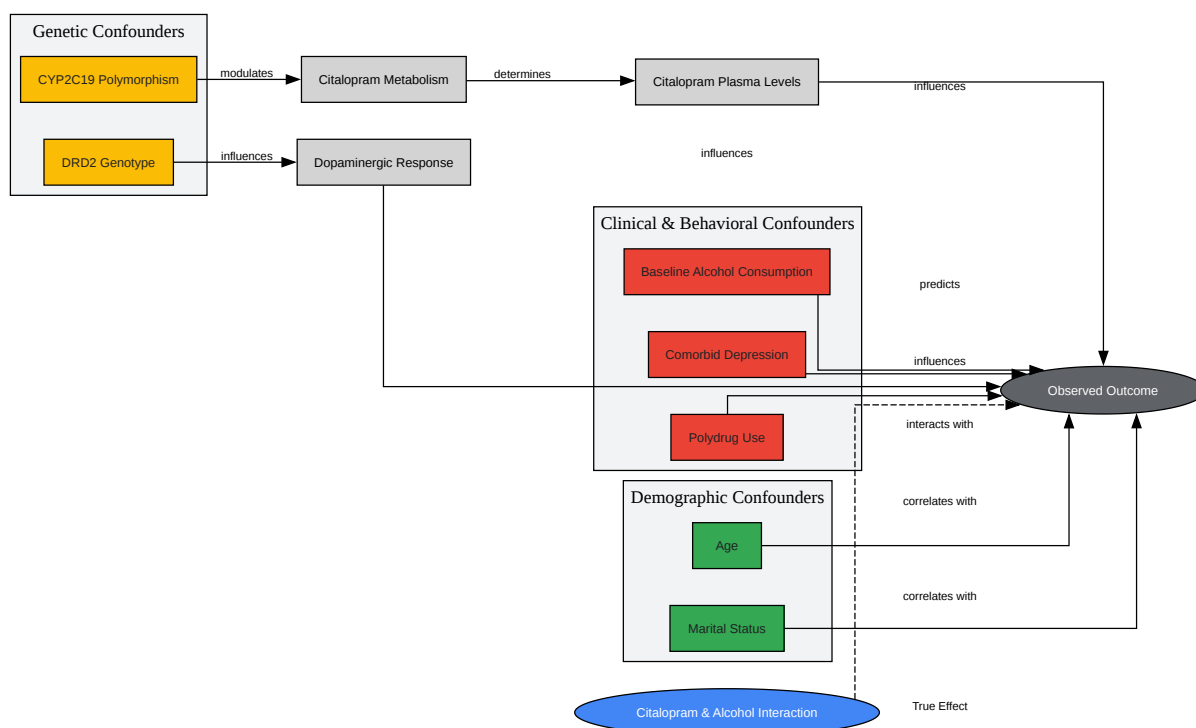 Genetic Confounders
CYP2C19 Polymorphism
modulates
Citalopram Metabolism
determines
Citalopram Plasma Levels
influences
DRD2 Genotype
influences
Dopaminergic Response
influences
Clinical & Behavioral Confounders
Baseline Alcohol Consumption
predicts
Comorbid Depression
influences
Observed Outcome
Polydrug Use
interacts with
Demographic Confounders
correlates with
Age
correlates with
Marital Status
Citalopram & Alcohol Interaction
True Effect